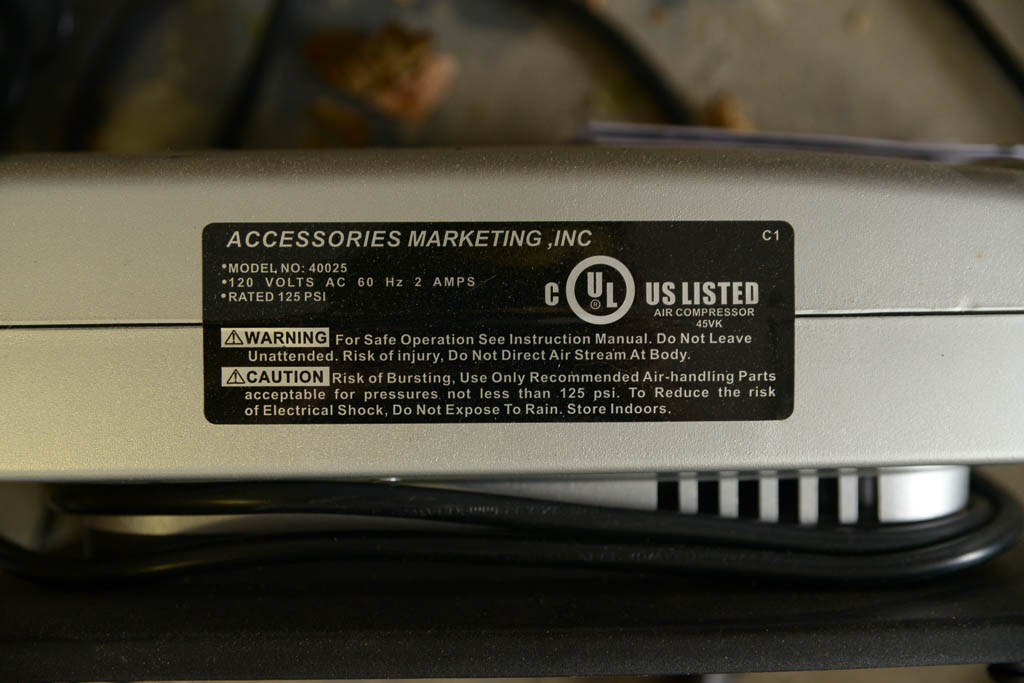 ACCESSORIES MARKETING ,INC C1
•MODEL NO: 40025
•120 VOLTS AC 60 Hz 2 AMPS
•RATED 125 PSI
C UL ® US LISTED
AIR COMPRESSOR
45VK
WARNING For Safe Operation See Instruction Manual. Do Not Leave
Unattended. Risk of injury, Do Not Direct Air Stream At Body.
CAUTION Risk of Bursting, Use Only Recommended Air-handling Parts
acceptable for pressures not less than 125 psi. To Reduce the risk
of Electrical Shock, Do Not Expose To Rain. Store Indoors.